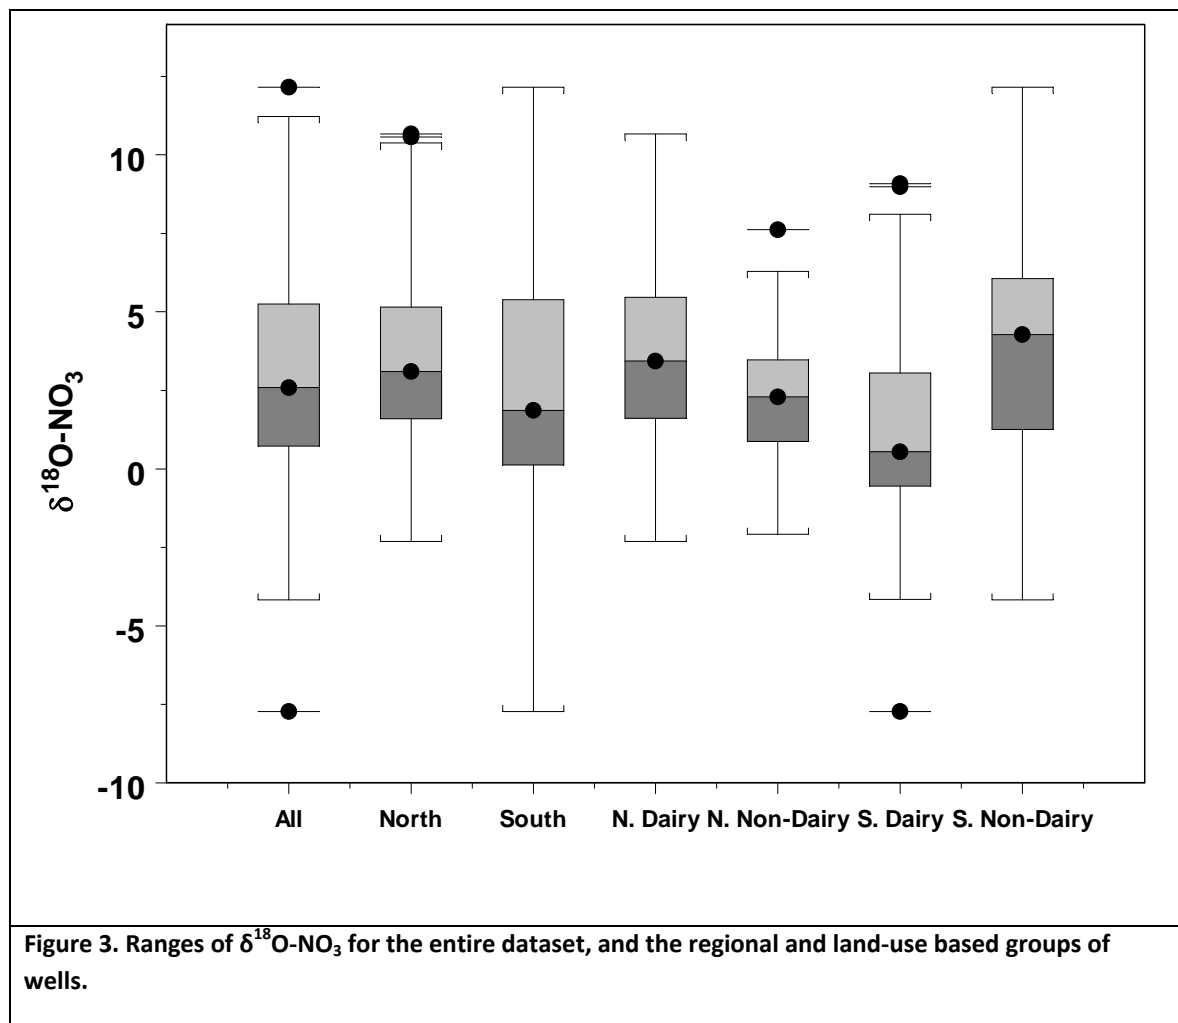 10
5
0
-5
-10
δ¹⁸O-NO₃
All North South N. Dairy N. Non-Dairy S. Dairy S. Non-Dairy
Figure 3. Ranges of δ¹⁸O-NO₃ for the entire dataset, and the regional and land-use based groups of
wells.